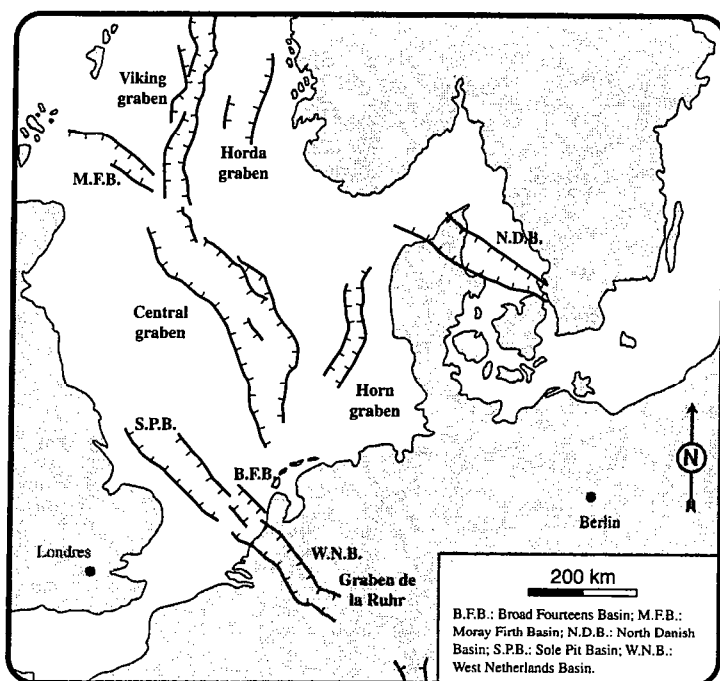 Viking
graben
Horda
graben
M.F.B.
N.D.B.
Central
graben
Horn
graben
S.P.B.
B.F.B.
N
Berlin
Londres
W.N.B.
Graben de
la Ruhr
200 km
B.F.B.: Broad Fourteens Basin; M.F.B.:
Moray Firth Basin; N.D.B.: North Danish
Basin; S.P.B.: Sole Pit Basin; W.N.B.:
West Netherlands Basin.